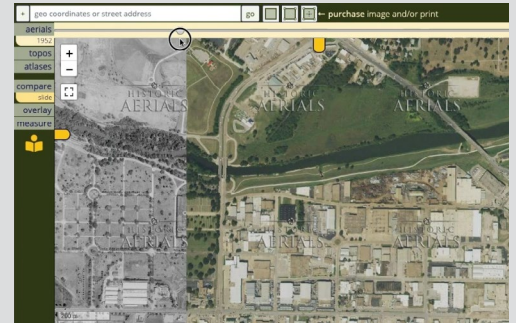 + geo coordinates or street address go ← purchase image and/or print
aerials
1952
topos
atlases
compare
slide
overlay
measure
+
−
HISTORIC AERIALS HISTORIC AERIALS HISTORIC AERIALS
HISTORIC AERIALS HISTORIC AERIALS HISTORIC AERIALS
200 m